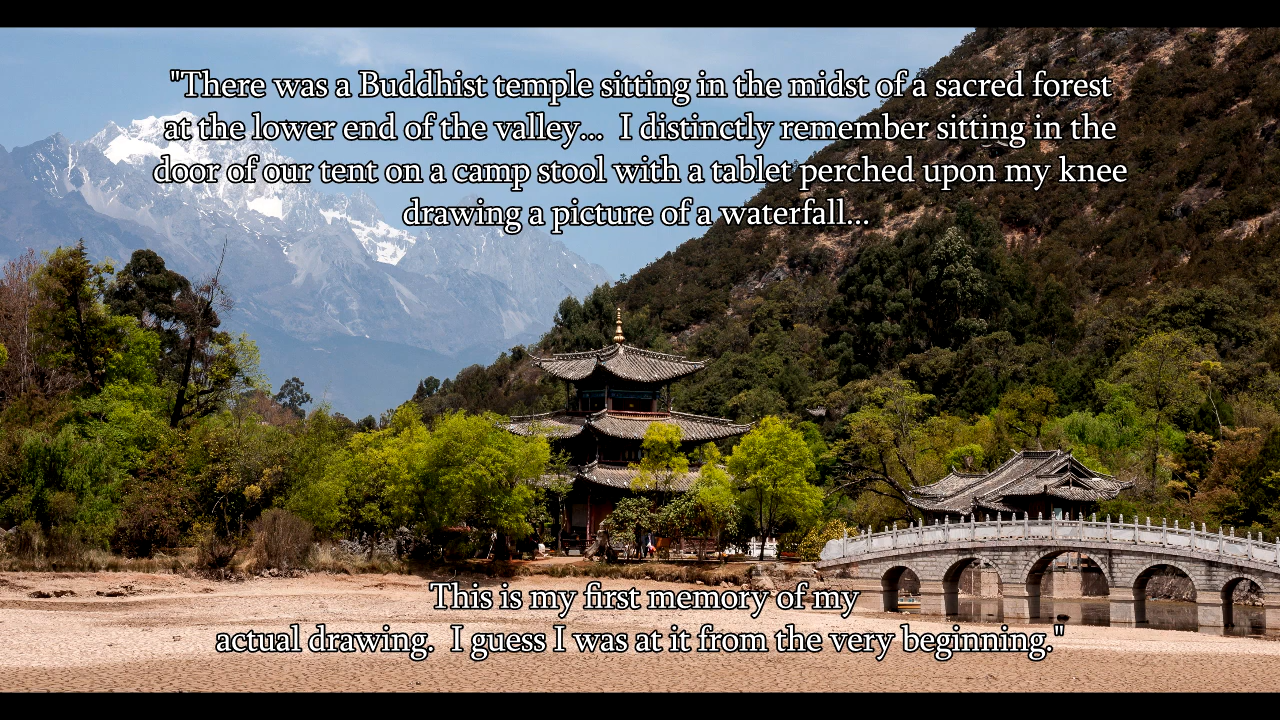 "There was a Buddhist temple sitting in the midst of a sacred forest
at the lower end of the valley...  I distinctly remember sitting in the
door of our tent on a camp stool with a tablet perched upon my knee
drawing a picture of a waterfall...
This is my first memory of my
actual drawing.  I guess I was at it from the very beginning."